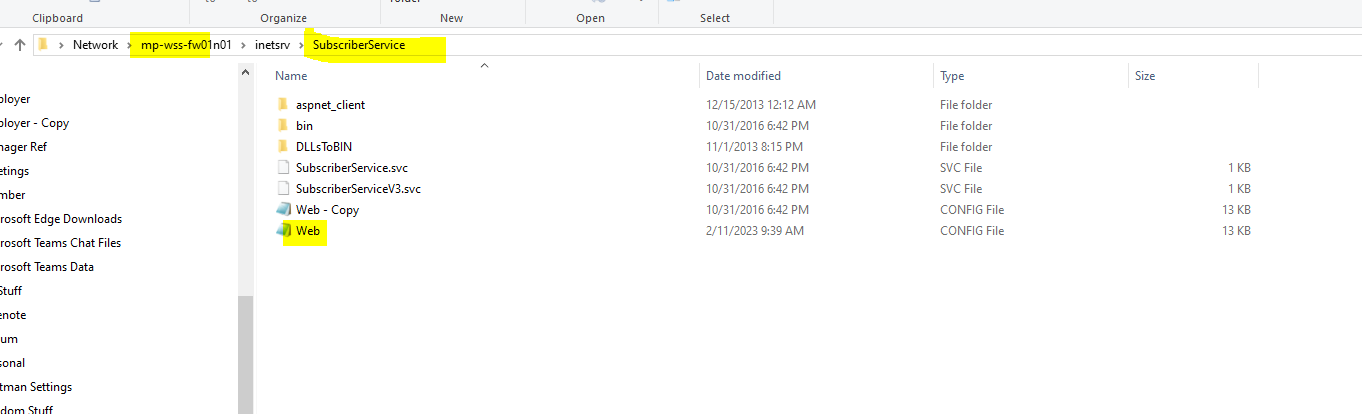 Clipboard
Organize
New
Open
Select
Network > mp-wss-fw01n01 > inetsrv > SubscriberService
Name Date modified Type Size
aspnet_client 12/15/2013 12:12 AM File folder
bin 10/31/2016 6:42 PM File folder
DLLsToBIN 11/1/2013 8:15 PM File folder
SubscriberService.svc 10/31/2016 6:42 PM SVC File 1 KB
SubscriberServiceV3.svc 10/31/2016 6:42 PM SVC File 1 KB
Web - Copy 10/31/2016 6:42 PM CONFIG File 13 KB
Web 2/11/2023 9:39 AM CONFIG File 13 KB
ployer
ployer - Copy
nager Ref
etings
mber
rosoft Edge Downloads
rosoft Teams Chat Files
rosoft Teams Data
Stuff
enote
um
sonal
tman Settings
dom Stuff